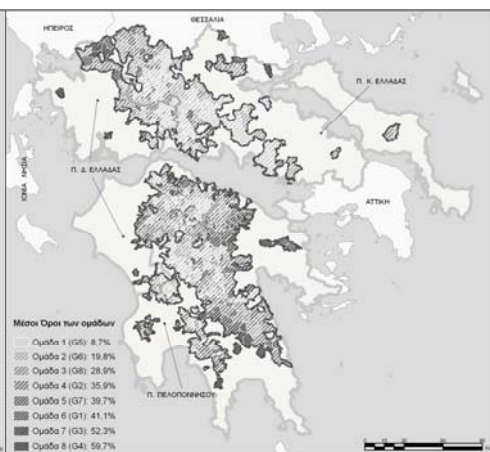 ΗΠΕΙΡΟΣ
ΘΕΣΣΑΛΙΑ
Π. Κ. ΕΛΛΑΔΑΣ
ΙΟΝΙΑ ΝΗΣΙΑ
Π. Δ. ΕΛΛΑΔΑΣ
ΑΤΤΙΚΗ
Μέσοι Όροι των ομάδων
Ομάδα 1 (G5): 8,7%
Ομάδα 2 (G6): 19,8%
Ομάδα 3 (G8): 28,9%
Ομάδα 4 (G2): 35,9%
Ομάδα 5 (G7): 39,7%
Ομάδα 6 (G1): 41,1%
Ομάδα 7 (G3): 52,3%
Ομάδα 8 (G4): 59,7%
Π. ΠΕΛΟΠΟΝΝΗΣΟΥ